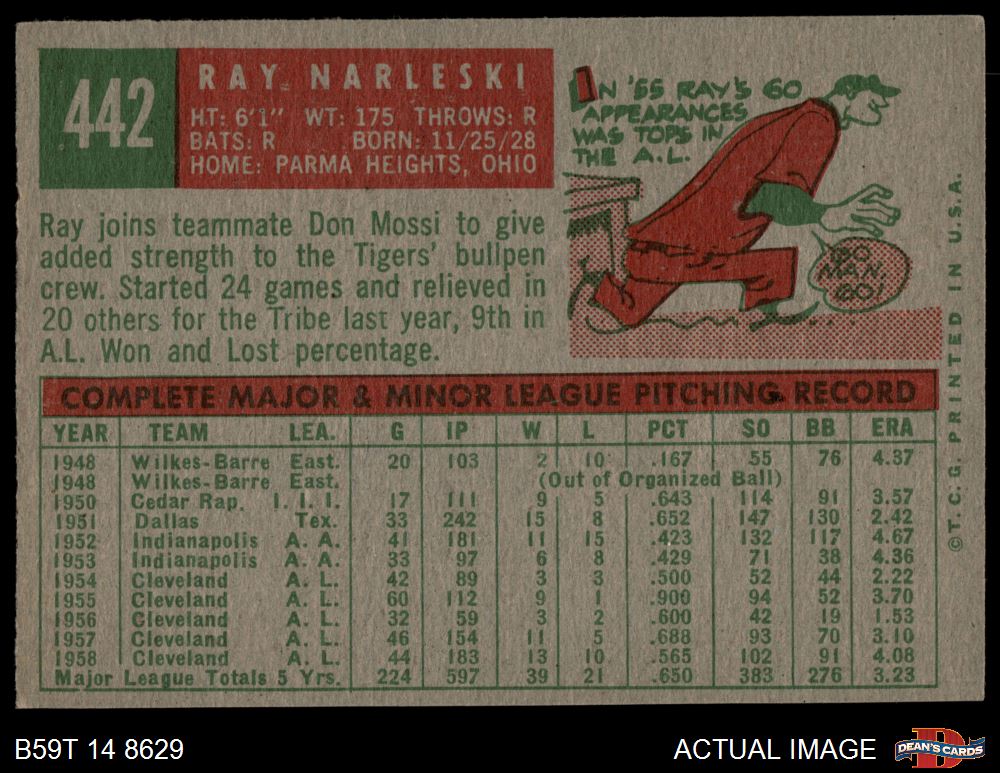 442
RAY NARLESKI
HT: 6'1" WT: 175 THROWS: R
BATS: R BORN: 11/25/28
HOME: PARMA HEIGHTS, OHIO
IN '55 RAY'S 60
APPEARANCES
WAS TOPS IN
THE A.L.
GO
MAN,
GO!
Ray joins teammate Don Mossi to give
added strength to the Tigers' bullpen
crew. Started 24 games and relieved in
20 others for the Tribe last year, 9th in
A.L. Won and Lost percentage.
COMPLETE MAJOR & MINOR LEAGUE PITCHING RECORD
YEAR TEAM LEA. G IP W L PCT SO BB ERA
1948 Wilkes-Barre East. 20 103 2 10 .167 55 76 4.37
1948 Wilkes-Barre East. (Out of Organized Ball)
1950 Cedar Rap. I. I. I. 17 111 9 5 .643 114 91 3.57
1951 Dallas Tex. 33 242 15 8 .652 147 130 2.42
1952 Indianapolis A. A. 41 181 11 15 .423 132 117 4.67
1953 Indianapolis A. A. 33 97 6 8 .429 71 38 4.36
1954 Cleveland A. L. 42 89 3 3 .500 52 44 2.22
1955 Cleveland A. L. 60 112 9 1 .900 94 52 3.70
1956 Cleveland A. L. 32 59 3 2 .600 42 19 1.53
1957 Cleveland A. L. 46 154 11 5 .688 93 70 3.10
1958 Cleveland A. L. 44 183 13 10 .565 102 91 4.08
Major League Totals 5 Yrs. 224 597 39 21 .650 383 276 3.23
© T. C. G. PRINTED IN U.S.A.
B59T 14 8629
ACTUAL IMAGE
D
DEAN'S CARDS